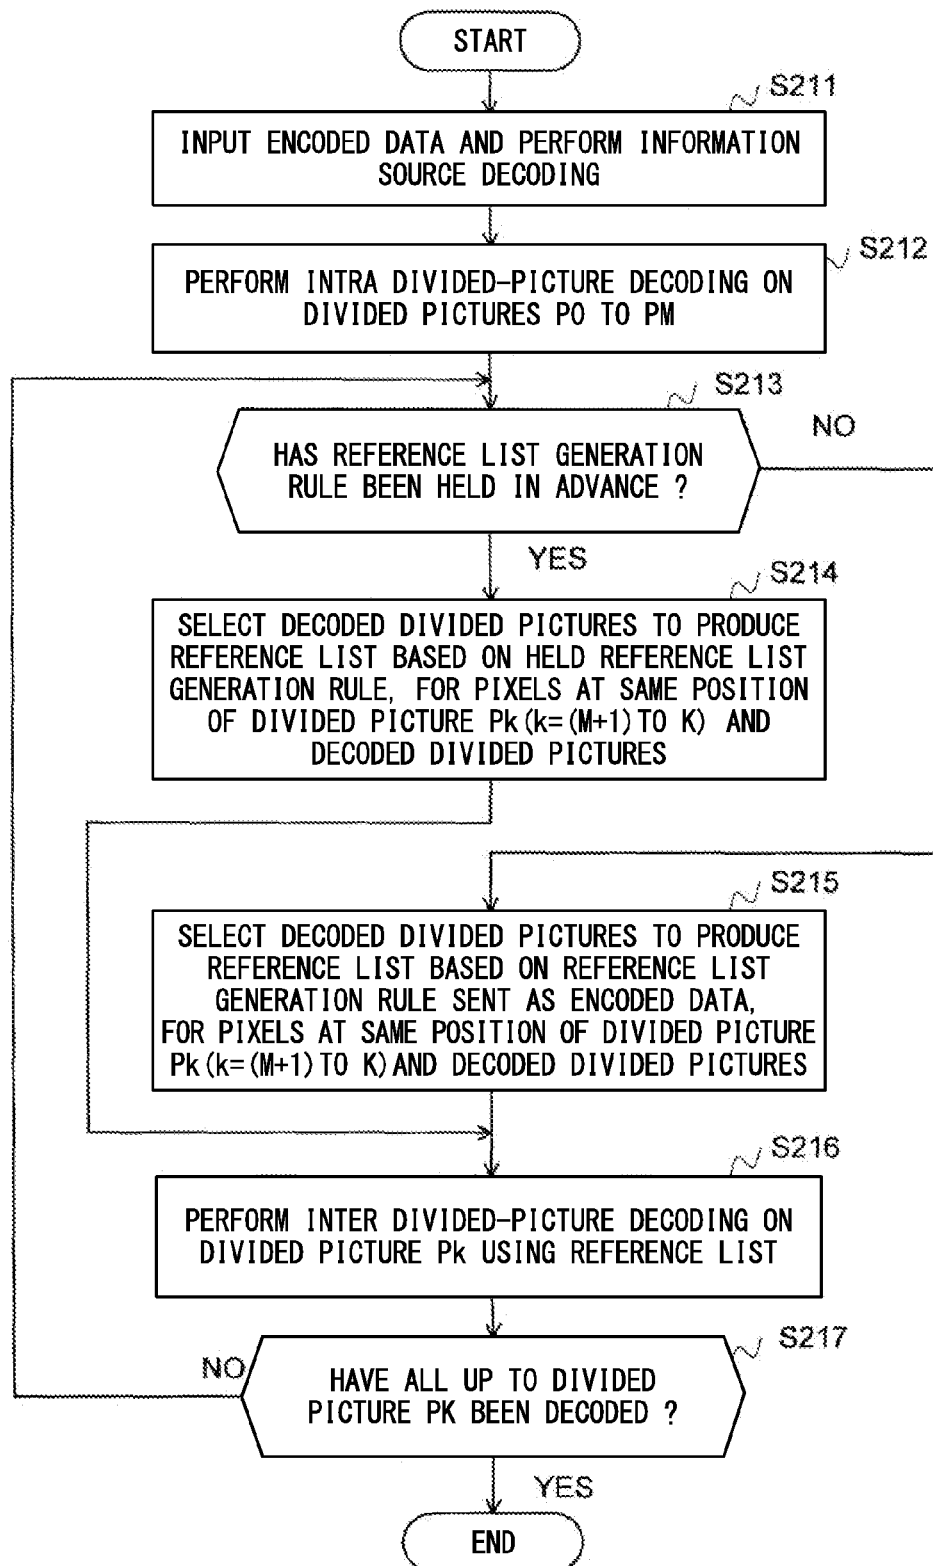 START
S211
INPUT ENCODED DATA AND PERFORM INFORMATION
SOURCE DECODING
S212
PERFORM INTRA DIVIDED-PICTURE DECODING ON
DIVIDED PICTURES P0 TO PM
S213
HAS REFERENCE LIST GENERATION
RULE BEEN HELD IN ADVANCE ?
NO
YES
S214
SELECT DECODED DIVIDED PICTURES TO PRODUCE
REFERENCE LIST BASED ON HELD REFERENCE LIST
GENERATION RULE, FOR PIXELS AT SAME POSITION
OF DIVIDED PICTURE Pk(k=(M+1) TO K) AND
DECODED DIVIDED PICTURES
S215
SELECT DECODED DIVIDED PICTURES TO PRODUCE
REFERENCE LIST BASED ON REFERENCE LIST
GENERATION RULE SENT AS ENCODED DATA,
FOR PIXELS AT SAME POSITION OF DIVIDED PICTURE
Pk(k=(M+1) TO K) AND DECODED DIVIDED PICTURES
S216
PERFORM INTER DIVIDED-PICTURE DECODING ON
DIVIDED PICTURE Pk USING REFERENCE LIST
S217
NO
HAVE ALL UP TO DIVIDED
PICTURE PK BEEN DECODED ?
YES
END